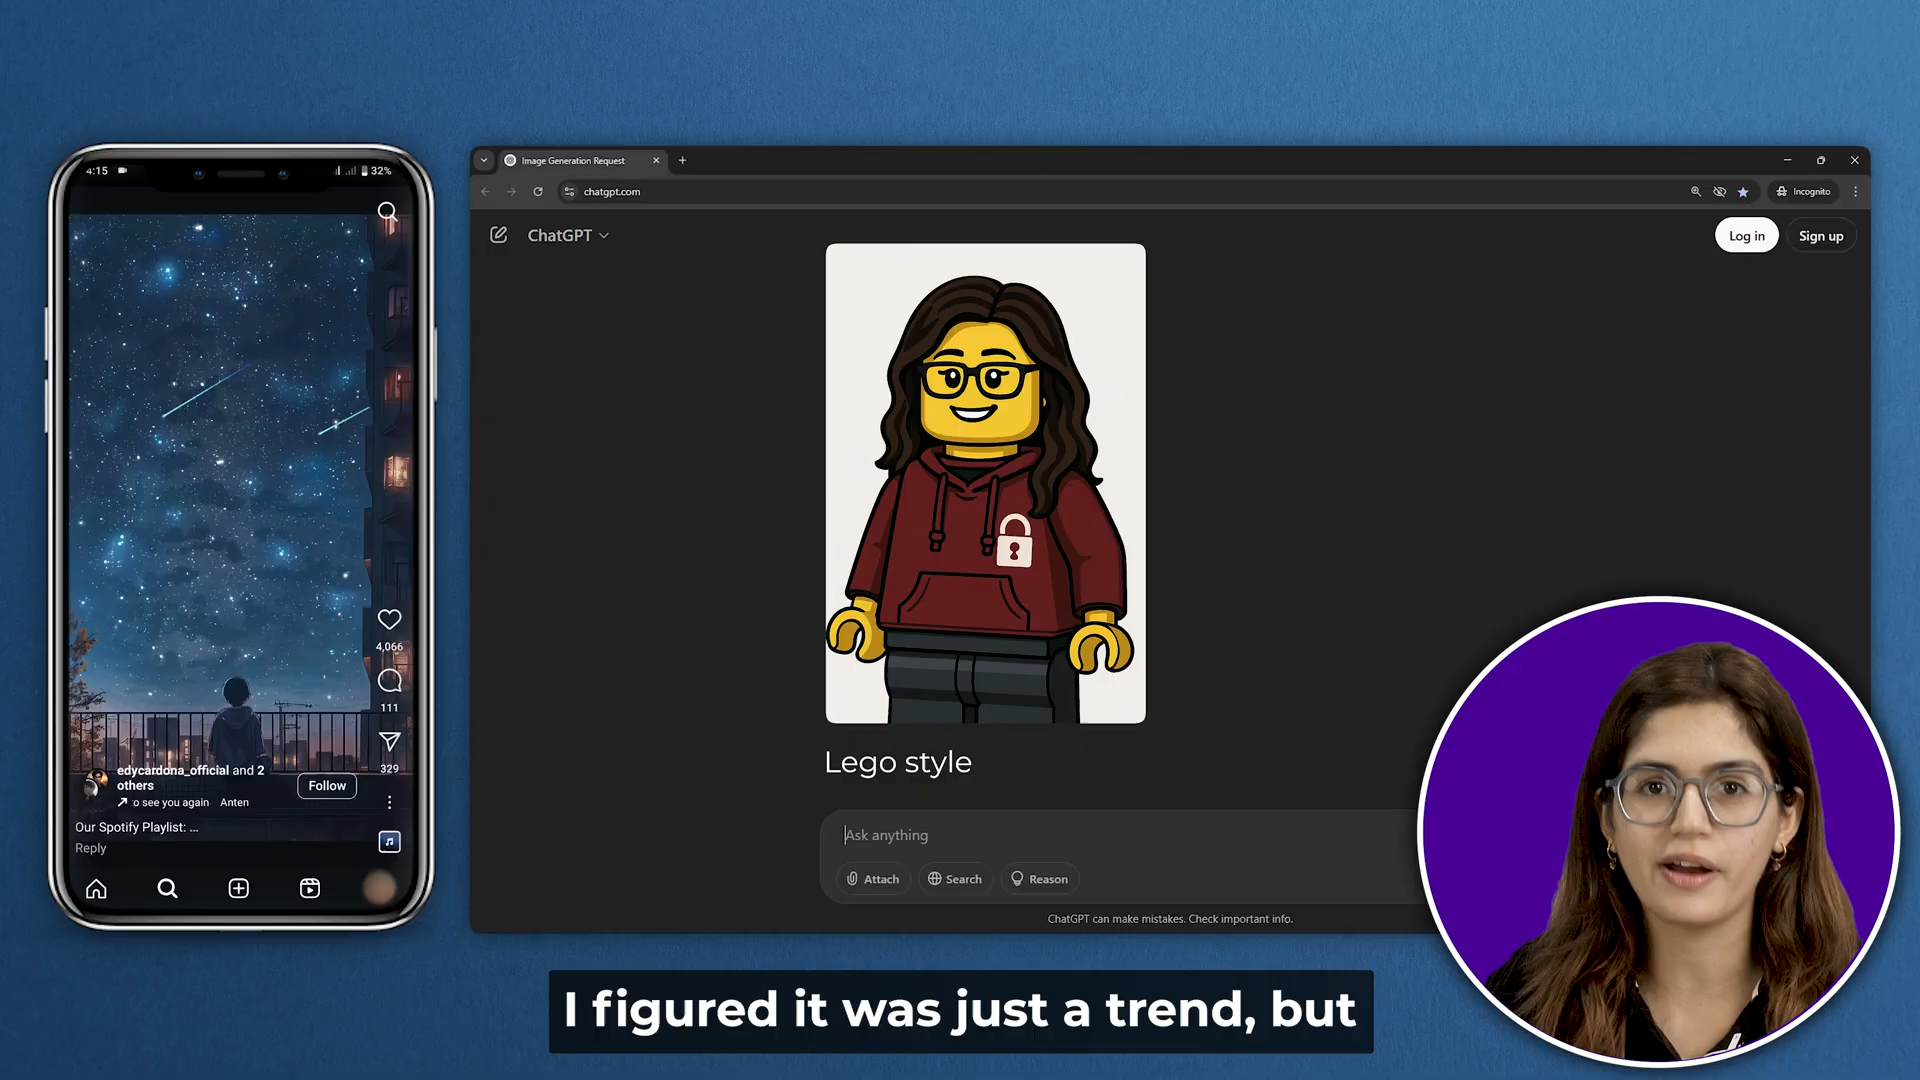 4:15
32%
4,066
111
329
edycardona_official and 2
others
Follow
o see you again Anten
Our Spotify Playlist: ...
Reply
Image Generation Request
chatgpt.com
Incognito
ChatGPT
Log in
Sign up
Lego style
Ask anything
Attach
Search
Reason
ChatGPT can make mistakes. Check important info.
I figured it was just a trend, but